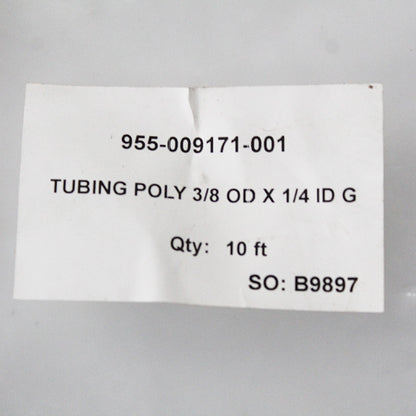 955-009171-001
TUBING POLY 3/8 OD X 1/4 ID G
Qty: 10 ft
SO: B9897